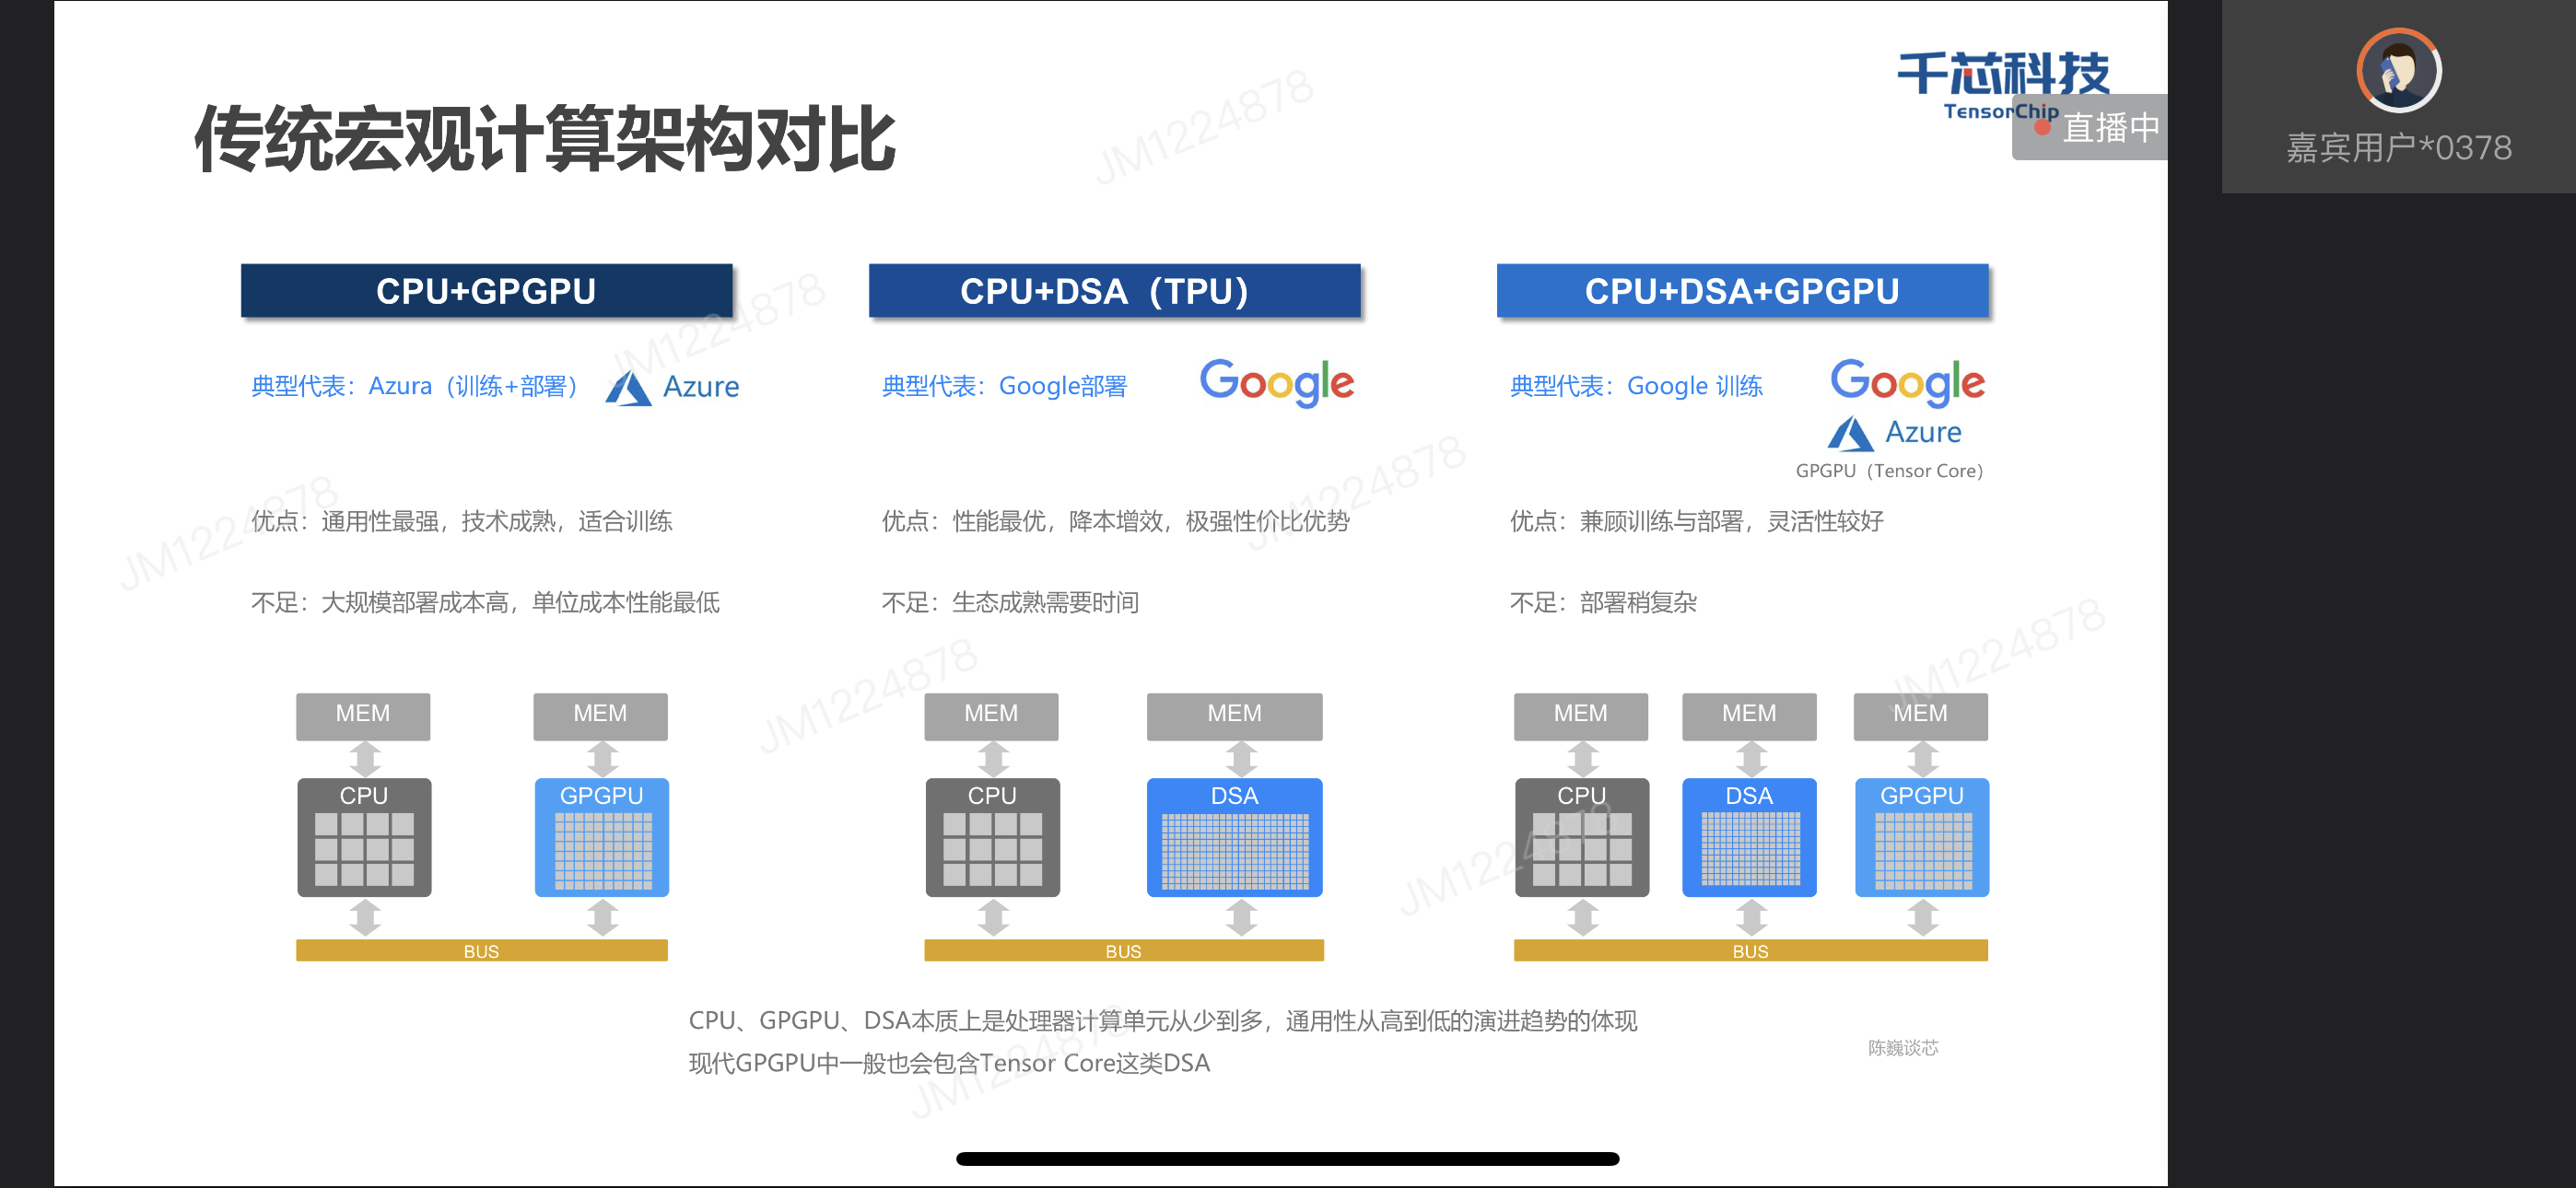 千芯科技
TensorChip
直播中
嘉宾用户*0378
传统宏观计算架构对比
CPU+GPGPU
典型代表：Azura（训练+部署） Azure
优点：通用性最强，技术成熟，适合训练
不足：大规模部署成本高，单位成本性能最低
MEM MEM
CPU GPGPU
BUS
CPU+DSA（TPU）
典型代表：Google部署 Google
优点：性能最优，降本增效，极强性价比优势
不足：生态成熟需要时间
MEM MEM
CPU DSA
BUS
CPU+DSA+GPGPU
典型代表：Google 训练 Google
Azure
GPGPU（Tensor Core）
优点：兼顾训练与部署，灵活性较好
不足：部署稍复杂
MEM MEM MEM
CPU DSA GPGPU
BUS
CPU、GPGPU、DSA本质上是处理器计算单元从少到多，通用性从高到低的演进趋势的体现
现代GPGPU中一般也会包含Tensor Core这类DSA
陈巍谈芯
JM1224878
JM1224878
JM1224878
JM1224878
JM1224878
JM1224878
JM1224878
JM1224878